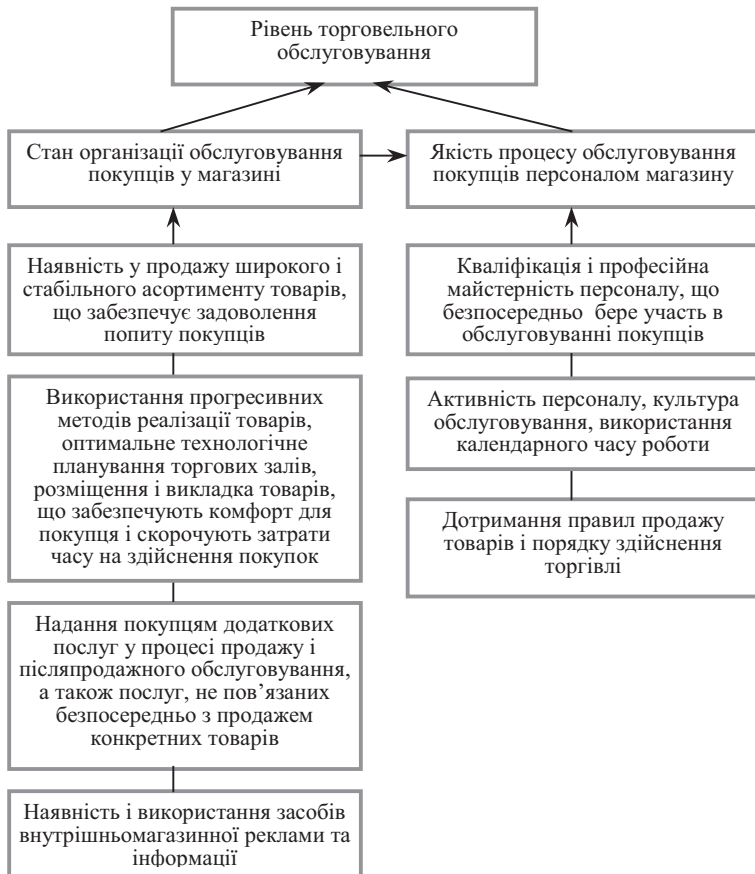 Рівень торговельного
обслуговування
Стан організації обслуговування
покупців у магазині
Якість процесу обслуговування
покупців персоналом магазину
Наявність у продажу широкого і
стабільного асортименту товарів,
що забезпечує задоволення
попиту покупців
Кваліфікація і професійна
майстерність персоналу, що
безпосередньо бере участь в
обслуговуванні покупців
Використання прогресивних
методів реалізації товарів,
оптимальне технологічне
планування торгових залів,
розміщення і викладка товарів,
що забезпечують комфорт для
покупця і скорочують затрати
часу на здійснення покупок
Активність персоналу, культура
обслуговування, використання
календарного часу роботи
Дотримання правил продажу
товарів і порядку здійснення
торгівлі
Надання покупцям додаткових
послуг у процесі продажу і
післяпродажного обслуговування,
а також послуг, не пов’язаних
безпосередньо з продажем
конкретних товарів
Наявність і використання засобів
внутрішньомагазинної реклами та
інформації